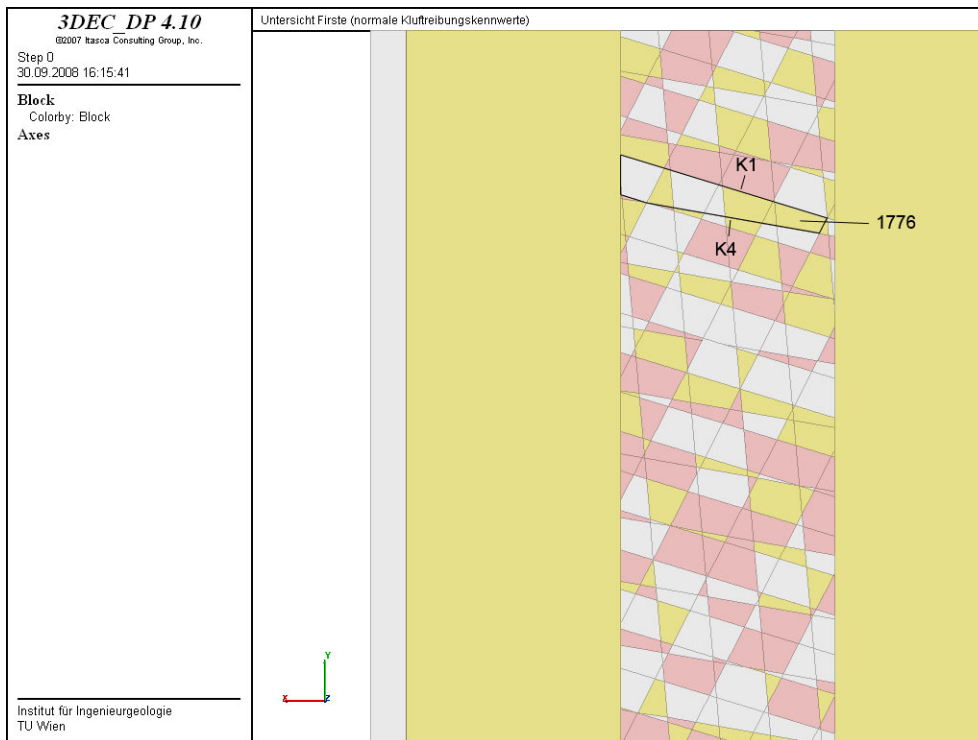 3DEC_DP 4.10
©2007 Itasca Consulting Group, Inc.
Step 0
30.09.2008 16:15:41
Block
Colorby: Block
Axes
Untersicht Firste (normale Kluftreibungskennwerte)
K1
1776
K4
Y
X
Z
Institut für Ingenieurgeologie
TU Wien